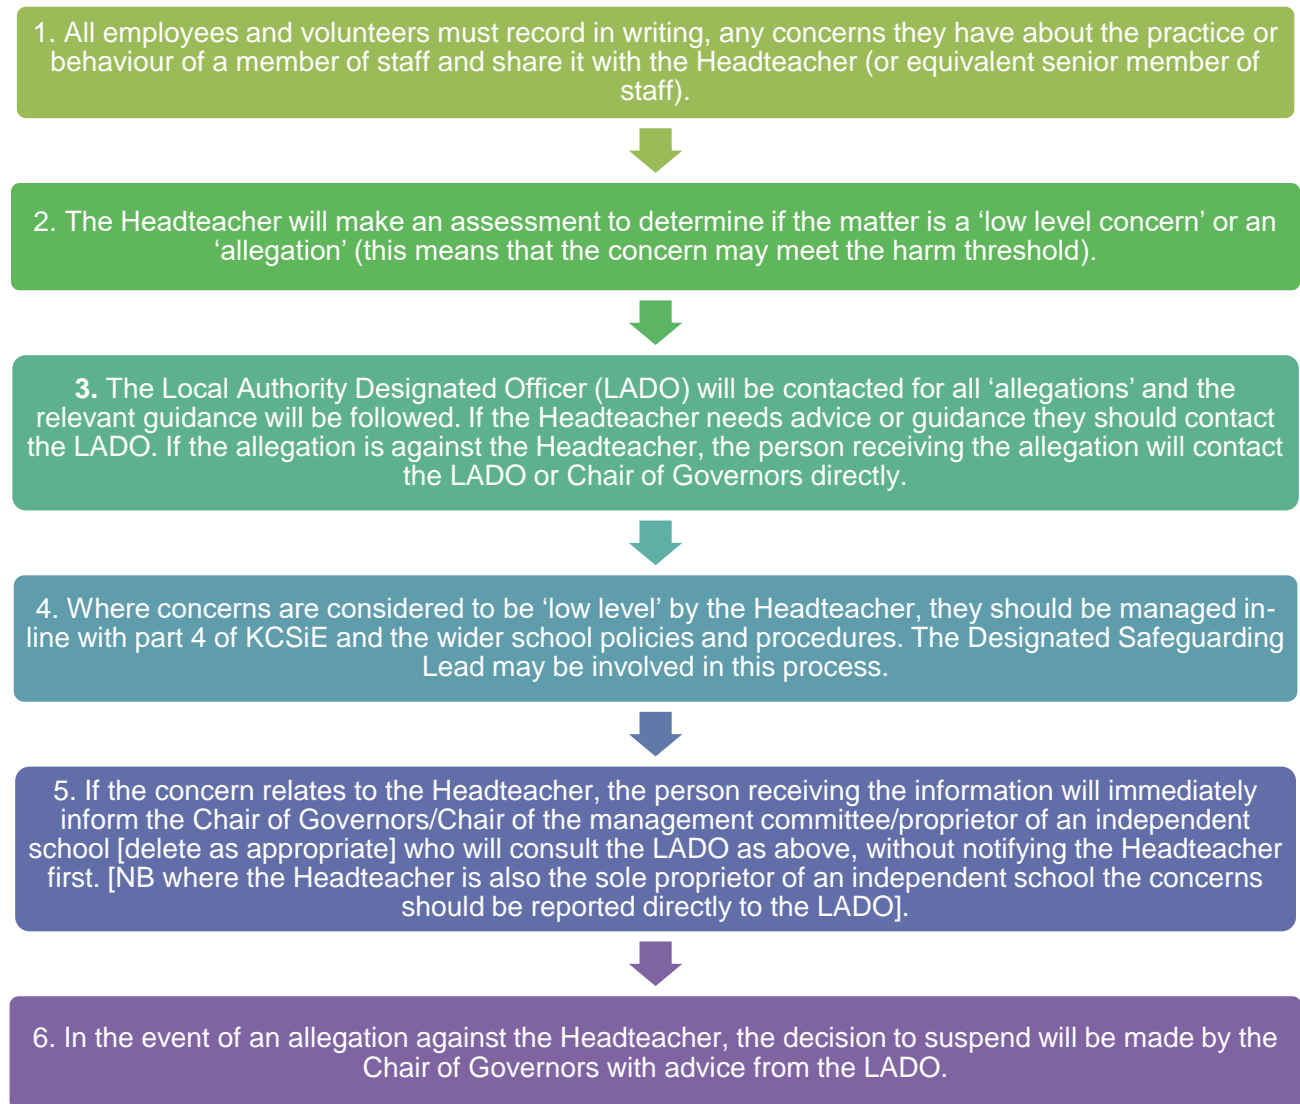 1. All employees and volunteers must record in writing, any concerns they have about the practice or
behaviour of a member of staff and share it with the Headteacher (or equivalent senior member of
staff).
2. The Headteacher will make an assessment to determine if the matter is a ‘low level concern’ or an
‘allegation’ (this means that the concern may meet the harm threshold).
3. The Local Authority Designated Officer (LADO) will be contacted for all ‘allegations’ and the
relevant guidance will be followed. If the Headteacher needs advice or guidance they should contact
the LADO. If the allegation is against the Headteacher, the person receiving the allegation will contact
the LADO or Chair of Governors directly.
4. Where concerns are considered to be ‘low level’ by the Headteacher, they should be managed in-
line with part 4 of KCSiE and the wider school policies and procedures. The Designated Safeguarding
Lead may be involved in this process.
5. If the concern relates to the Headteacher, the person receiving the information will immediately
inform the Chair of Governors/Chair of the management committee/proprietor of an independent
school [delete as appropriate] who will consult the LADO as above, without notifying the Headteacher
first. [NB where the Headteacher is also the sole proprietor of an independent school the concerns
should be reported directly to the LADO].
6. In the event of an allegation against the Headteacher, the decision to suspend will be made by the
Chair of Governors with advice from the LADO.